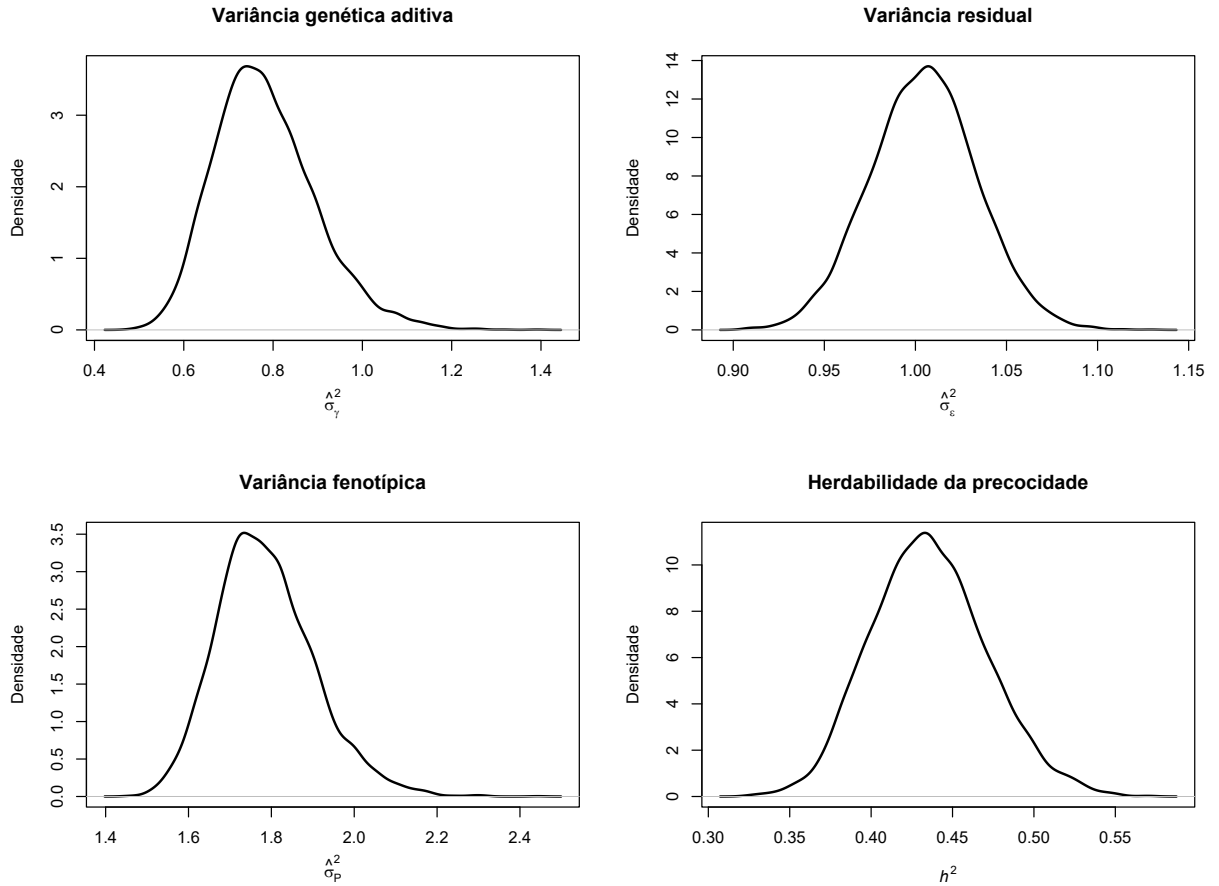 Variância genética aditiva
Densidade
0 1 2 3
0.4 0.6 0.8 1.0 1.2 1.4
σ̂²γ
Variância residual
Densidade
0 2 4 6 8 10 12 14
0.90 0.95 1.00 1.05 1.10 1.15
σ̂²ε
Variância fenotípica
Densidade
0.0 0.5 1.0 1.5 2.0 2.5 3.0 3.5
1.4 1.6 1.8 2.0 2.2 2.4
σ̂²P
Herdabilidade da precocidade
Densidade
0 2 4 6 8 10
0.30 0.35 0.40 0.45 0.50 0.55
h²